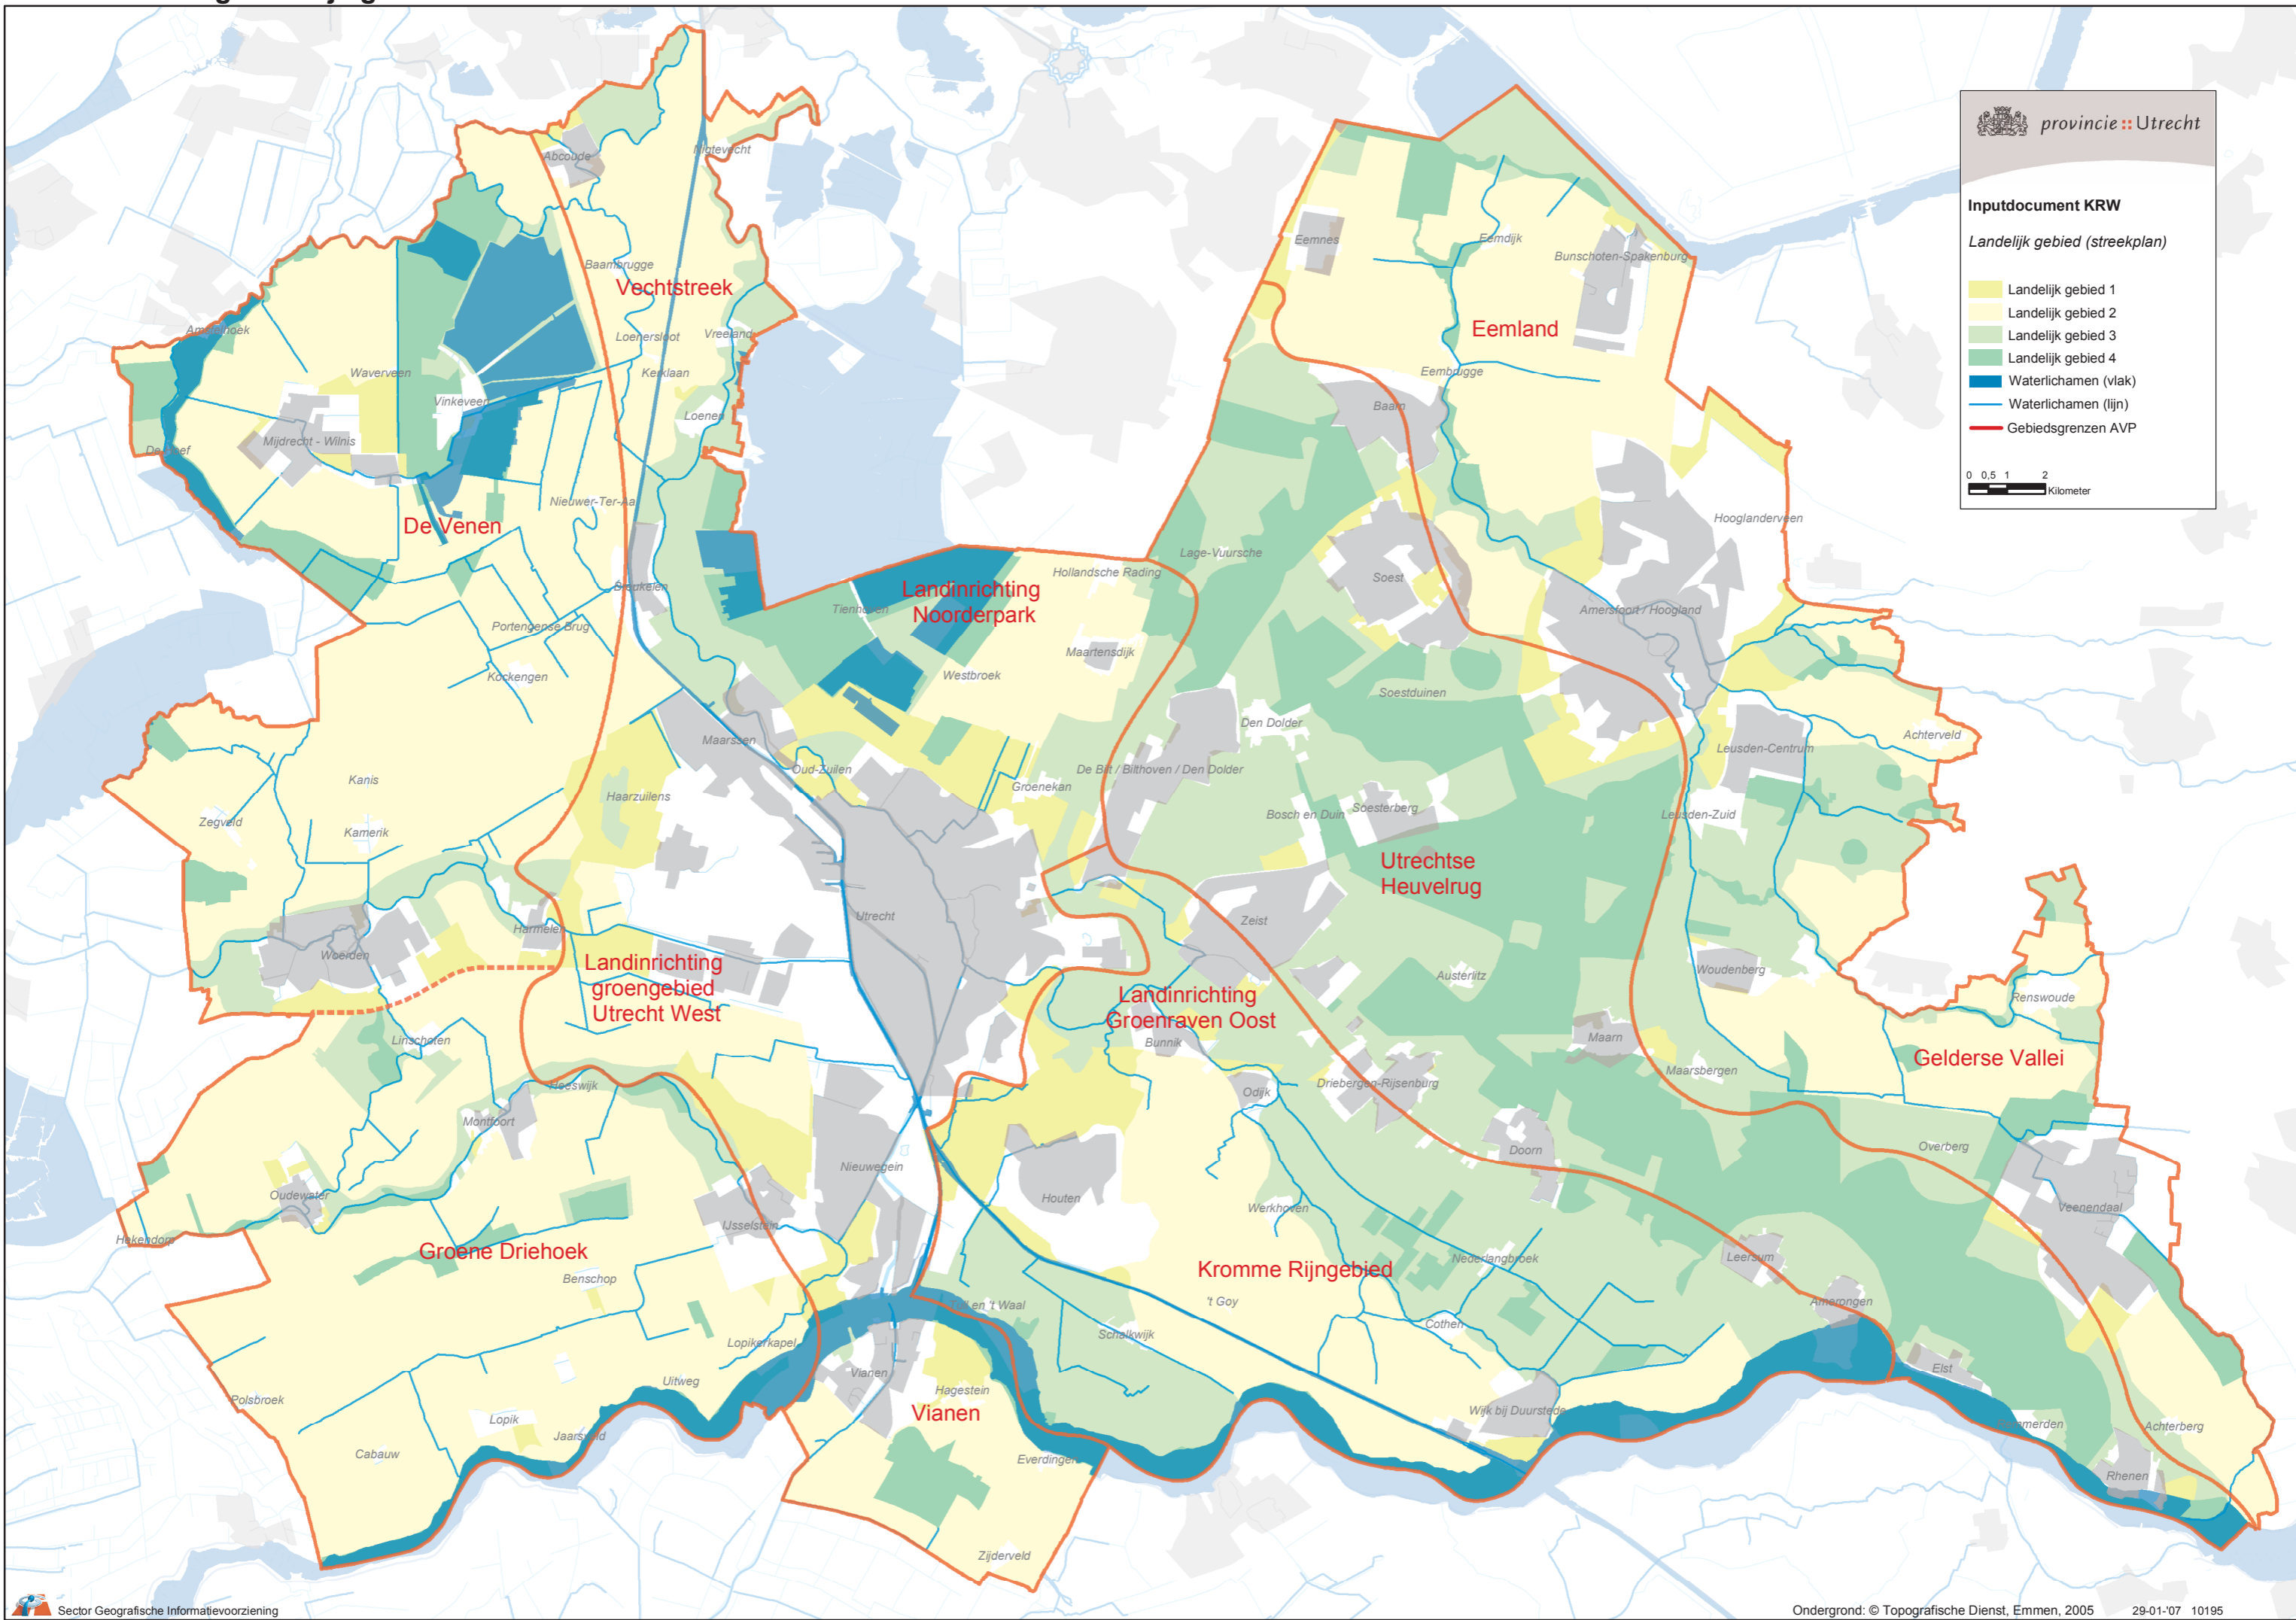 provincie::Utrecht
Inputdocument KRW
Landelijk gebied (streekplan)
Landelijk gebied 1
Landelijk gebied 2
Landelijk gebied 3
Landelijk gebied 4
Waterlichamen (vlak)
Waterlichamen (lijn)
Gebiedsgrenzen AVP
0 0,5 1 2
Kilometer
Abcoude
Nigtevecht
Baambrugge
Vechtstreek
Eemnes
Eemdijk
Bunschoten-Spakenburg
Amstelhoek
Loenersloot
Vreeland
Eemland
Waverveen
Kerklaan
Eembrugge
Vinkeveen
Loenen
Baarn
Mijdrecht - Wilnis
De Hoef
Nieuwer-Ter-Aa
De Venen
Hooglanderveen
Lage-Vuursche
Hollandsche Rading
Breukelen
Landinrichting
Noorderpark
Soest
Tienhoven
Amersfoort / Hoogland
Portengense Brug
Maartensdijk
Kockengen
Westbroek
Soestduinen
Den Dolder
Maarssen
Achterveld
Leusden-Centrum
Oud-Zuilen
De Bilt / Bilthoven / Den Dolder
Kanis
Groenekan
Haarzuilens
Soesterberg
Zegveld
Bosch en Duin
Leusden-Zuid
Kamerik
Utrechtse
Heuvelrug
Utrecht
Zeist
Harmelen
Woerden
Landinrichting
groengebied
Utrecht West
Austerlitz
Woudenberg
Landinrichting
Groenraven Oost
Renswoude
Linschoten
Bunnik
Maarn
Gelderse Vallei
Maarsbergen
Heeswijk
Driebergen-Rijsenburg
Odijk
Montfoort
Overberg
Doorn
Nieuwegein
Oudewater
Houten
Veenendaal
Werkhoven
IJsselstein
Hekendorp
Groene Driehoek
Nederlangbroek
Leersum
Benschop
Kromme Rijngebied
't Goy
Amerongen
Tull en 't Waal
Cothen
Schalkwijk
Lopikerkapel
Elst
Vianen
Uitweg
Hagestein
Polsbroek
Vianen
Wijk bij Duurstede
Lopik
Achterberg
Jaarsveld
Cabauw
Everdingen
Rhenen
Zijderveld
Sector Geografische Informatievoorziening
Ondergrond: © Topografische Dienst, Emmen, 2005
29-01-'07 10195